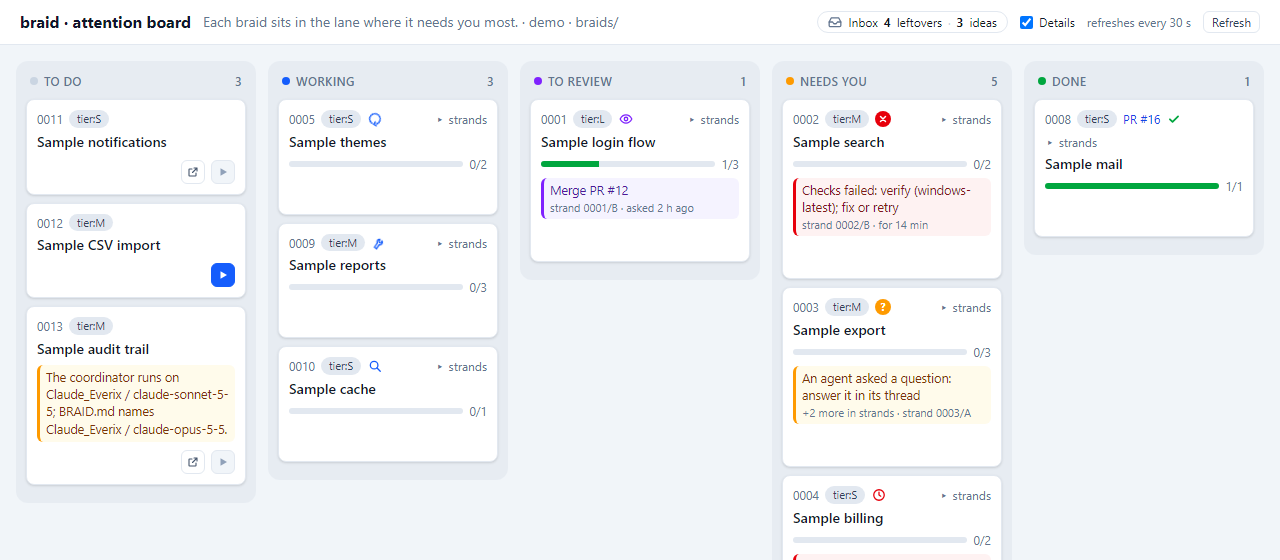 braid · attention board
Each braid sits in the lane where it needs you most. · demo · braids/
Inbox 4 leftovers · 3 ideas
Details
refreshes every 30 s
Refresh
TO DO 3
0011 tier:S
Sample notifications
0012 tier:M
Sample CSV import
0013 tier:M
Sample audit trail
The coordinator runs on
Claude_Everix / claude-sonnet-5-
5; BRAID.md names
Claude_Everix / claude-opus-5-5.
WORKING 3
0005 tier:S ▸ strands
Sample themes
0/2
0009 tier:M ▸ strands
Sample reports
0/3
0010 tier:S ▸ strands
Sample cache
0/1
TO REVIEW 1
0001 tier:L ▸ strands
Sample login flow
1/3
Merge PR #12
strand 0001/B · asked 2 h ago
NEEDS YOU 5
0002 tier:M ▸ strands
Sample search
0/2
Checks failed: verify (windows-
latest); fix or retry
strand 0002/B · for 14 min
0003 tier:M ? ▸ strands
Sample export
0/3
An agent asked a question:
answer it in its thread
+2 more in strands · strand 0003/A
0004 tier:S ▸ strands
Sample billing
0/2
DONE 1
0008 tier:S PR #16
▸ strands
Sample mail
1/1